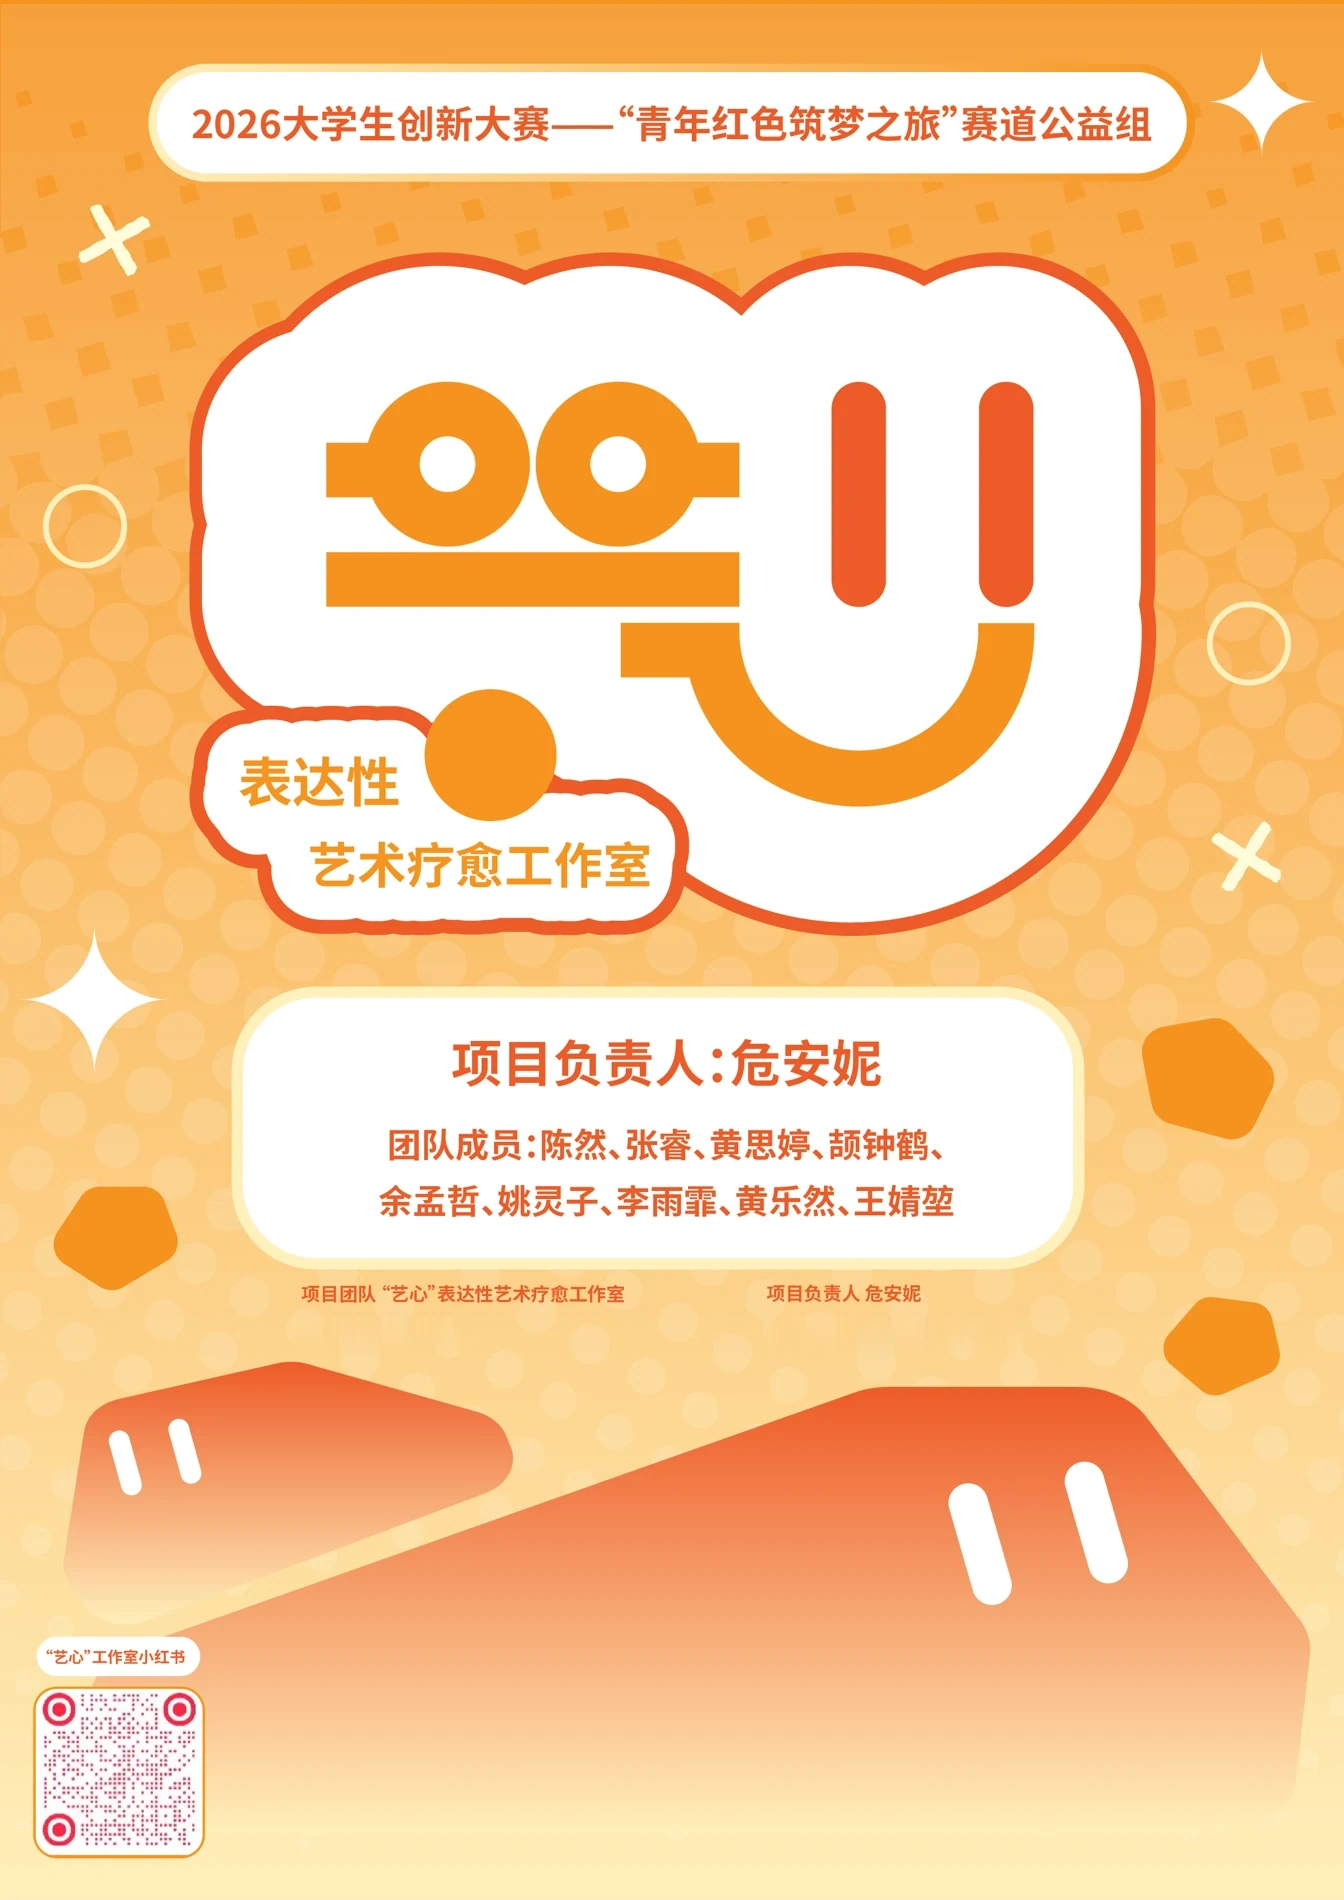 2026大学生创新大赛——“青年红色筑梦之旅”赛道公益组
表达性
艺术疗愈工作室
项目负责人：危安妮
团队成员：陈然、张睿、黄思婷、颉钟鹤、
余孟哲、姚灵子、李雨霏、黄乐然、王婧堃
项目团队 “艺心”表达性艺术疗愈工作室 项目负责人 危安妮
“艺心”工作室小红书